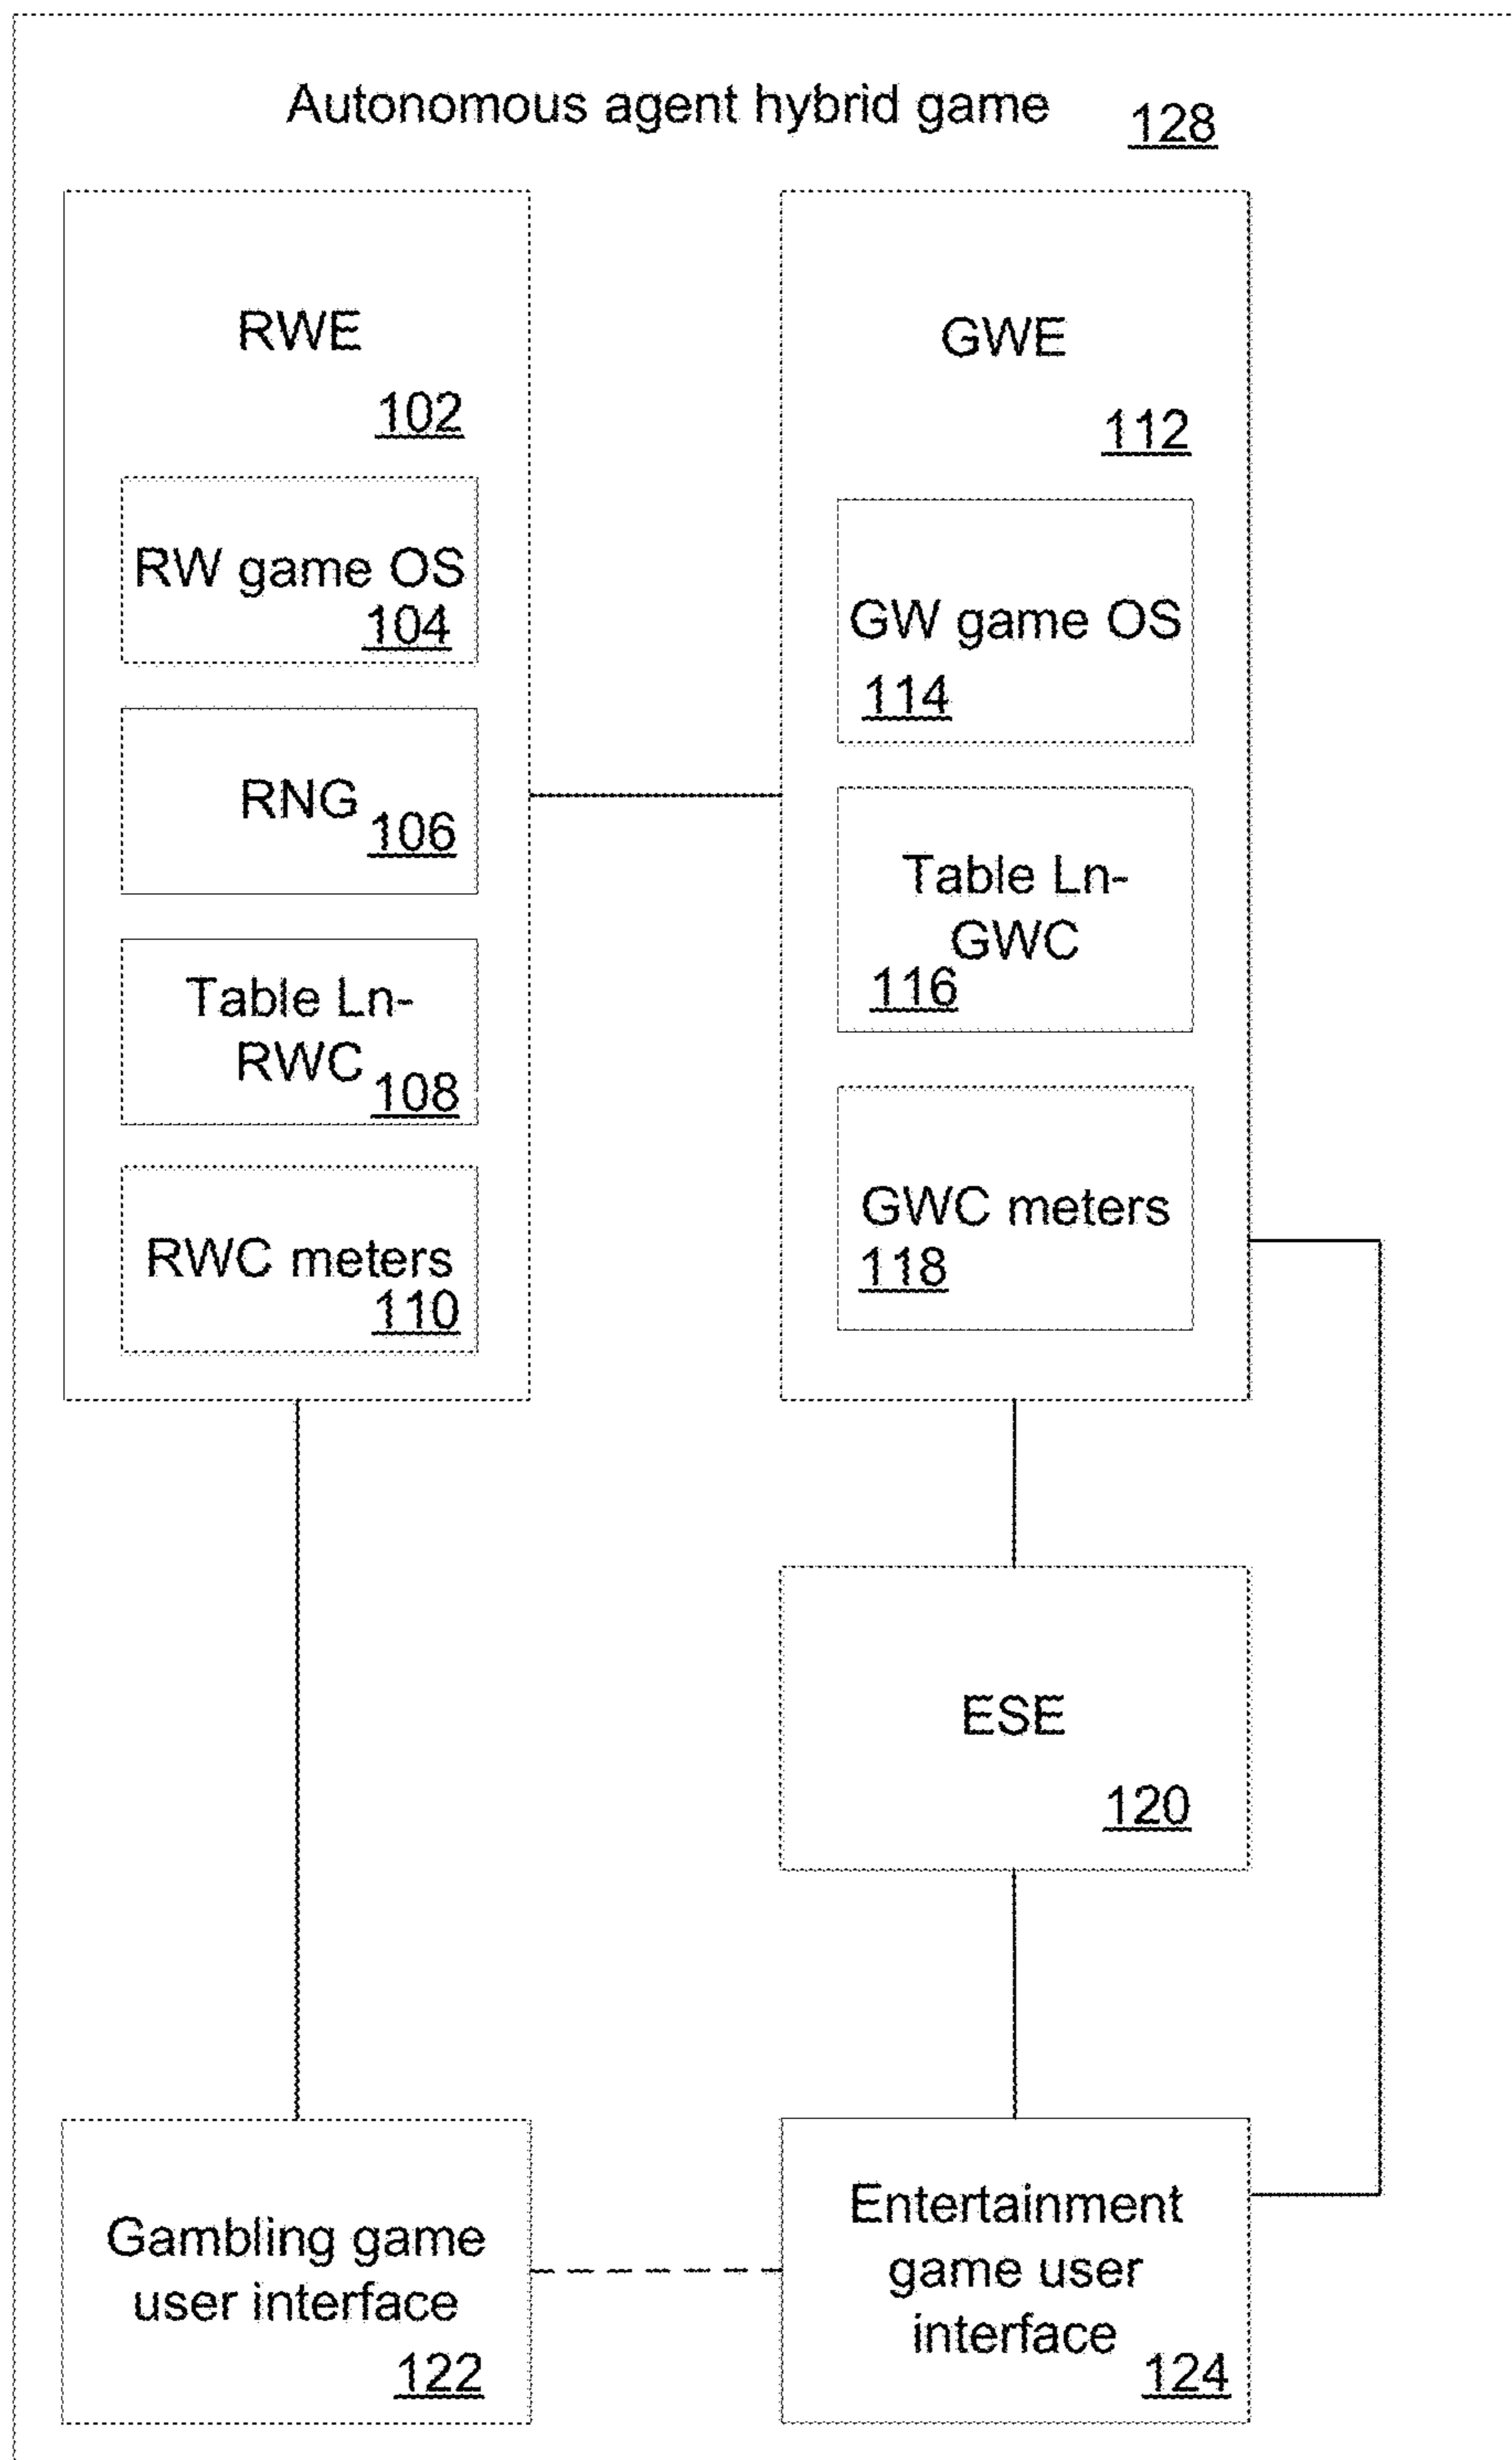 Autonomous agent hybrid game 128
RWE
102
RW game OS
104
RNG
106
Table Ln-
RWC
108
RWC meters
110
GWE
112
GW game OS
114
Table Ln-
GWC
116
GWC meters
118
ESE
120
Gambling game
user interface
122
Entertainment
game user
interface
124